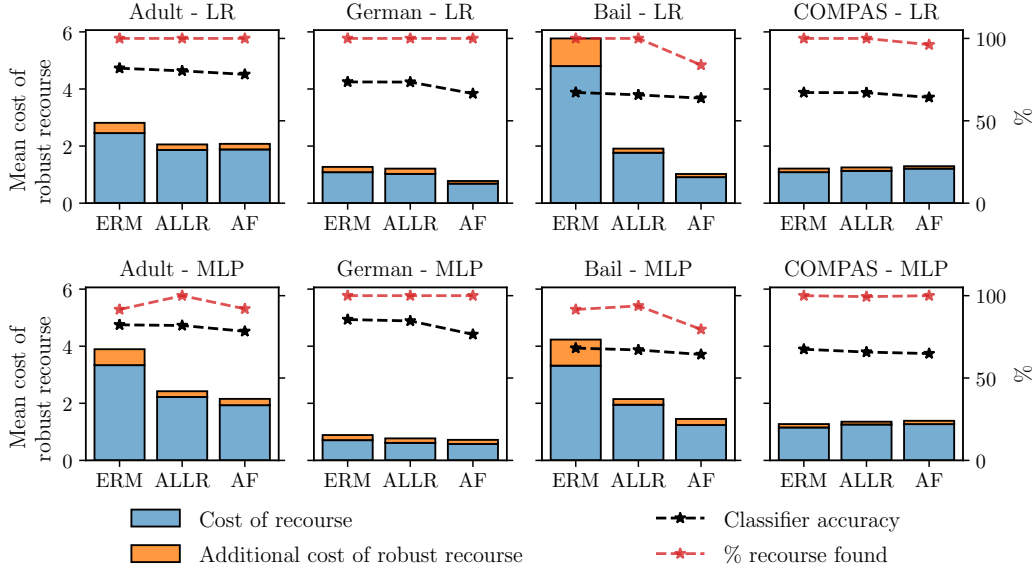 Adult - LR German - LR Bail - LR COMPAS - LR
Mean cost of
robust recourse
6
4
2
0
100
50
0
%
ERM ALLR AF ERM ALLR AF ERM ALLR AF ERM ALLR AF
Adult - MLP German - MLP Bail - MLP COMPAS - MLP
Mean cost of
robust recourse
6
4
2
0
100
50
0
%
ERM ALLR AF ERM ALLR AF ERM ALLR AF ERM ALLR AF
Cost of recourse
Additional cost of robust recourse
Classifier accuracy
% recourse found